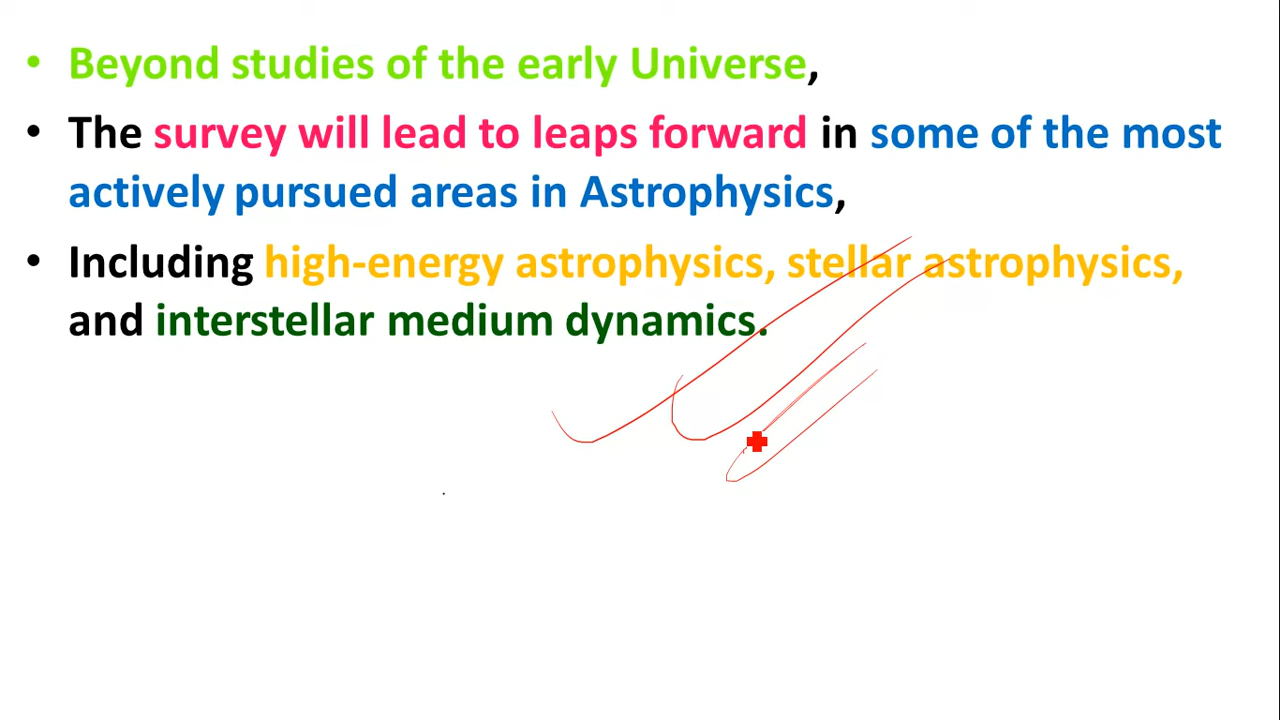 • Beyond studies of the early Universe,
• The survey will lead to leaps forward in some of the most
actively pursued areas in Astrophysics,
• Including high-energy astrophysics, stellar astrophysics,
and interstellar medium dynamics.